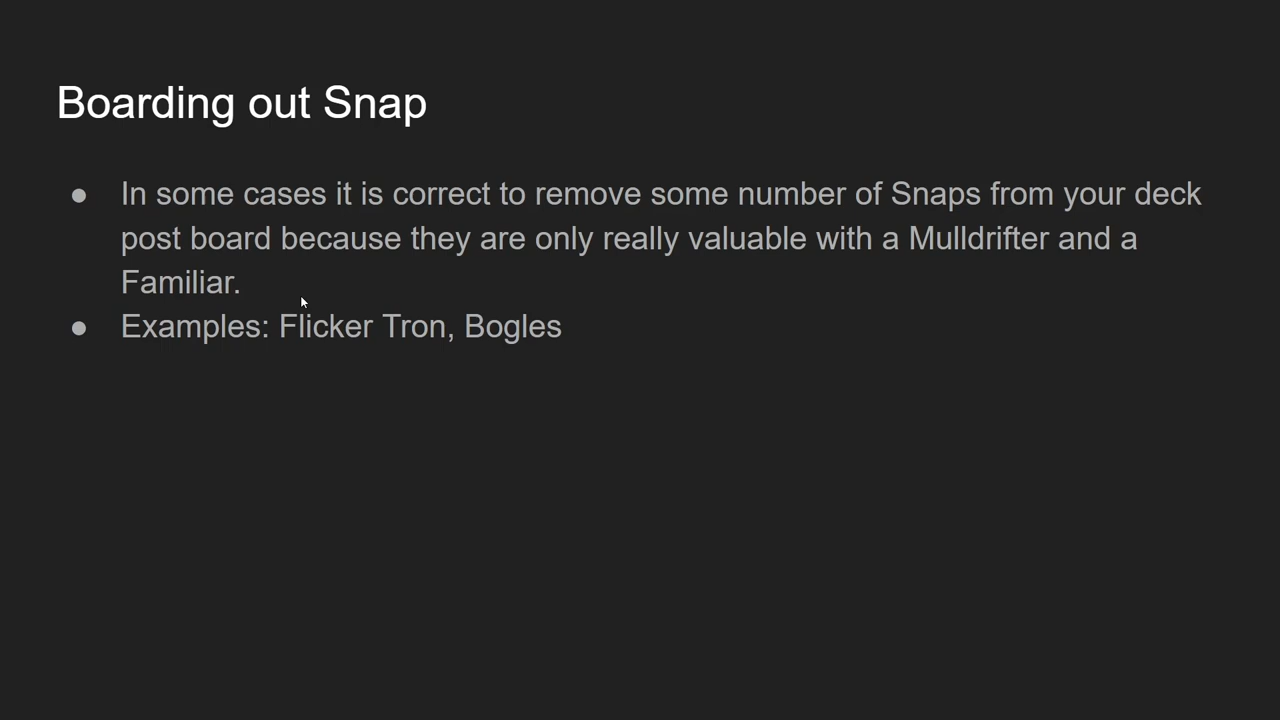 Boarding out Snap
● In some cases it is correct to remove some number of Snaps from your deck
post board because they are only really valuable with a Mulldrifter and a
Familiar.
● Examples: Flicker Tron, Bogles